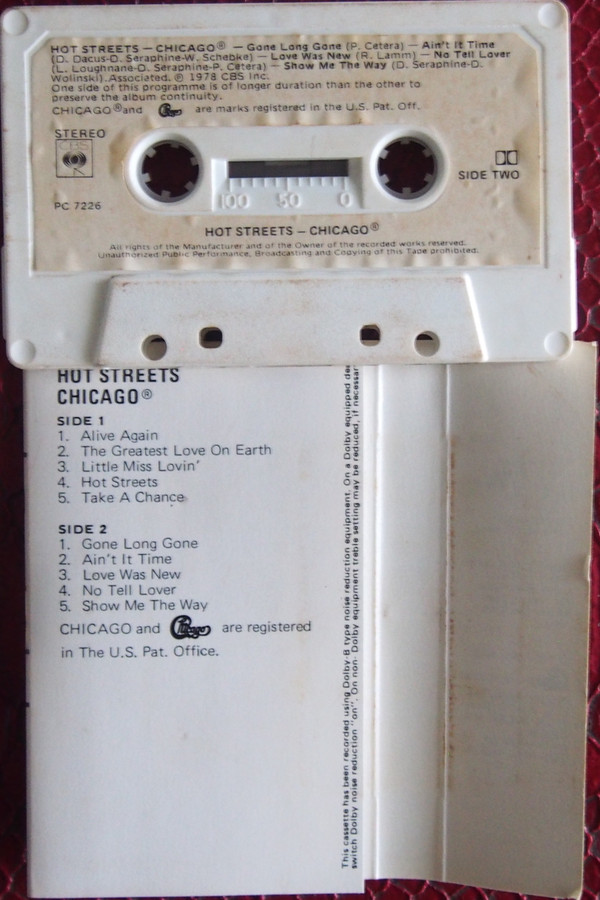 HOT STREETS — CHICAGO® — Gone Long Gone (P. Cetera) — Ain't It Time
(D. Dacus-D. Seraphine-W. Schebke) — Love Was New (R. Lamm) — No Tell Lover
(L. Loughnane-D. Seraphine-P. Cetera) — Show Me The Way (D. Seraphine-D.
Wolinski). Associated. ℗ 1978 CBS Inc.
One side of this programme is of longer duration than the other to
preserve the album continuity.
CHICAGO® and Chicago are marks registered in the U.S. Pat. Off.
STEREO
CBS
PC 7226
100 50 0
SIDE TWO
HOT STREETS — CHICAGO®
All rights of the Manufacturer and of the Owner of the recorded works reserved.
Unauthorized Public Performance, Broadcasting and Copying of this Tape prohibited.
HOT STREETS
CHICAGO®
SIDE 1
1. Alive Again
2. The Greatest Love On Earth
3. Little Miss Lovin'
4. Hot Streets
5. Take A Chance
SIDE 2
1. Gone Long Gone
2. Ain't It Time
3. Love Was New
4. No Tell Lover
5. Show Me The Way
CHICAGO and Chicago are registered
in The U.S. Pat. Office.
This cassette has been recorded using Dolby-B type noise reduction equipment. On a Dolby equipped
switch Dolby noise reduction "on". On non- Dolby equipment treble setting may be reduced, if necessar